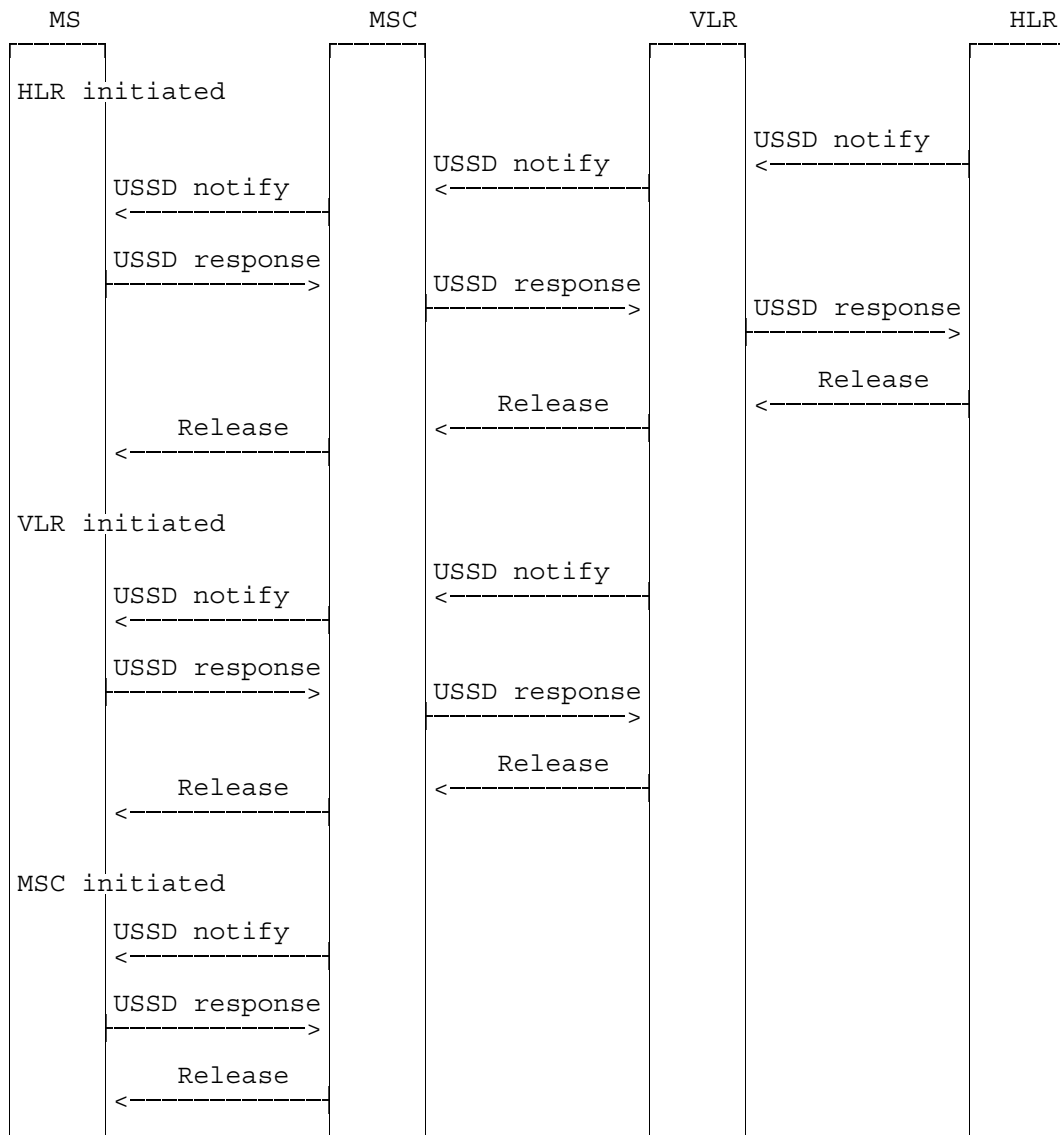 MS MSC VLR HLR
HLR initiated
USSD notify
USSD notify
USSD notify
USSD response
USSD response
USSD response
Release
Release
Release
VLR initiated
USSD notify
USSD notify
USSD response
USSD response
Release
Release
MSC initiated
USSD notify
USSD response
Release